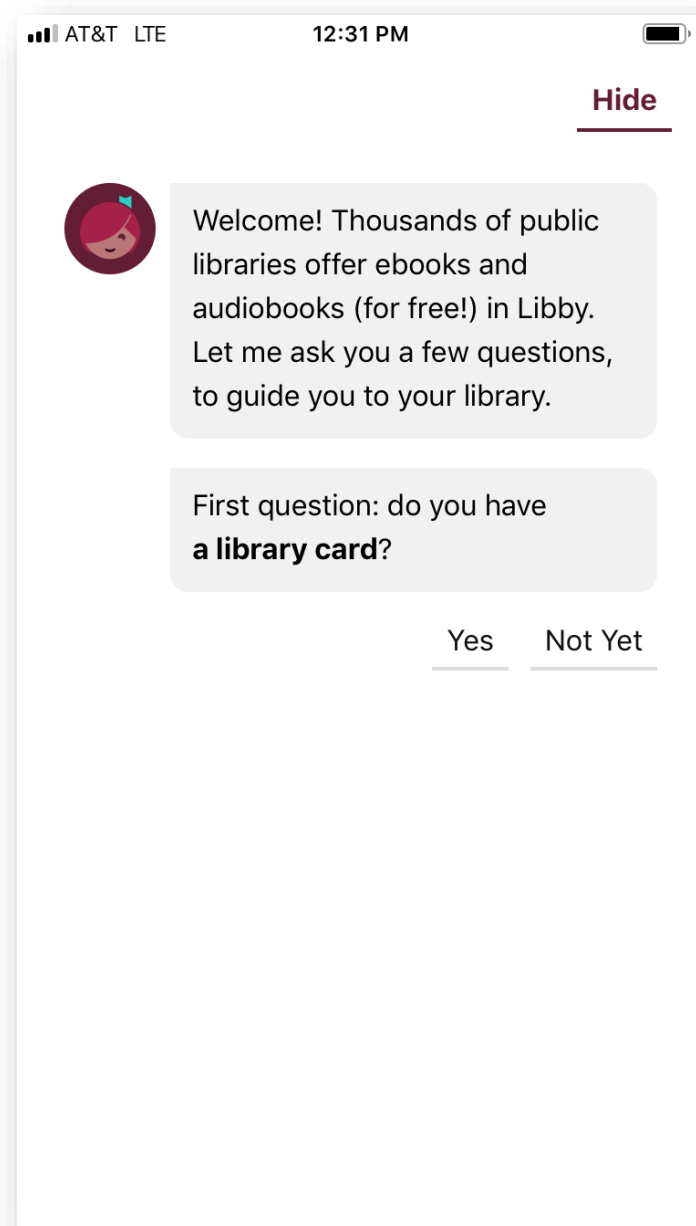 AT&T LTE 12:31 PM
Hide
Welcome! Thousands of public
libraries offer ebooks and
audiobooks (for free!) in Libby.
Let me ask you a few questions,
to guide you to your library.
First question: do you have
a library card?
Yes Not Yet